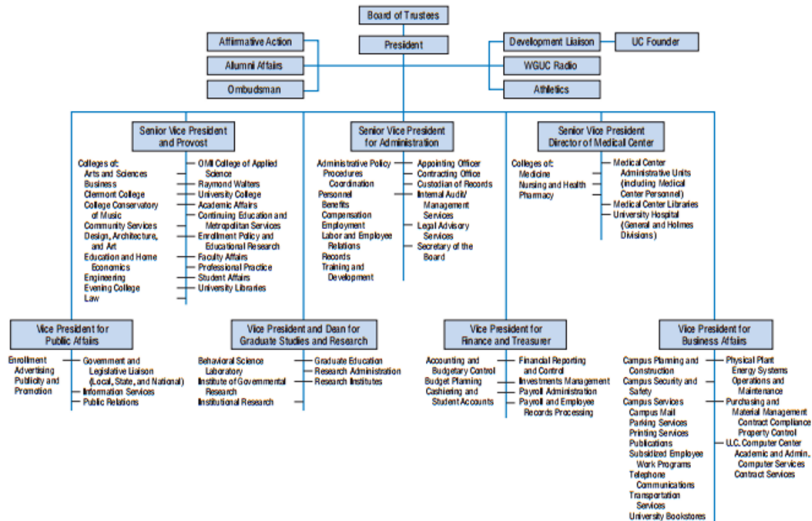 Board of Trustees
President
Affirmative Action
Alumni Affairs
Ombudsman
Development Liaison
UC Founder
WGUC Radio
Athletics
Senior Vice President
and Provost
Colleges of:
Arts and Sciences
Business
Clermont College
College Conservatory
of Music
Community Services
Design, Architecture,
and Art
Education and Home
Economics
Engineering
Evening College
Law
OMI College of Applied
Science
Raymond Walters
University College
Academic Affairs
Continuing Education and
Metropolitan Services
Enrollment Policy and
Educational Research
Faculty Affairs
Professional Practice
Student Affairs
University Libraries
Senior Vice President
for Administration
Administrative Policy
Procedures
Coordination
Personnel
Benefits
Compensation
Employment
Labor and Employee
Relations
Records
Training and
Development
Appointing Officer
Contracting Office
Custodian of Records
Internal Audit/
Management
Services
Legal Advisory
Services
Secretary of the
Board
Senior Vice President
Director of Medical Center
Colleges of:
Medicine
Nursing and Health
Pharmacy
Medical Center
Administrative Units
(including Medical
Center Personnel)
Medical Center Libraries
University Hospital
(General and Holmes
Divisions)
Vice President for
Public Affairs
Enrollment
Advertising
Publicity and
Promotion
Government and
Legislative Liaison
(Local, State, and National)
Information Services
Public Relations
Vice President and Dean for
Graduate Studies and Research
Behavioral Science
Laboratory
Institute of Governmental
Research
Institutional Research
Graduate Education
Research Administration
Research Institutes
Vice President for
Finance and Treasurer
Accounting and
Budgetary Control
Budget Planning
Cashiering and
Student Accounts
Financial Reporting
and Control
Investments Management
Payroll Administration
Payroll and Employee
Records Processing
Vice President for
Business Affairs
Campus Planning and
Construction
Campus Security and
Safety
Campus Services
Campus Mail
Parking Services
Printing Services
Publications
Subsidized Employee
Work Programs
Telephone
Communications
Transportation
Services
University Bookstores
Physical Plant
Energy Systems
Operations and
Maintenance
Purchasing and
Material Management
Contract Compliance
Property Control
U.C. Computer Center
Academic and Admin.
Computer Services
Contract Services